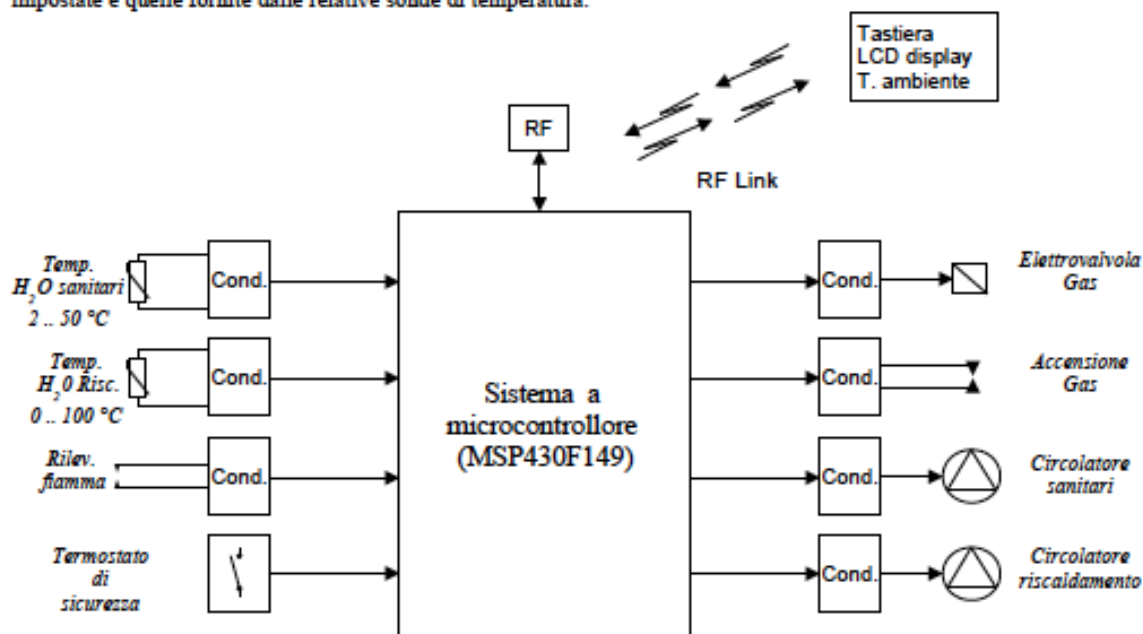 impostate e quelle fornite dalle relative sonde di temperatura.
Tastiera
LCD display
T. ambiente
RF
RF Link
Temp.
H2O sanitari
2 .. 50 °C
Cond.
Cond.
Elettrovalvola
Gas
Temp.
H20 Risc.
0 .. 100 °C
Cond.
Cond.
Accensione
Gas
Sistema a
microcontrollore
(MSP430F149)
Rilev.
fiamma
Cond.
Cond.
Circolatore
sanitari
Termostato
di
sicurezza
Cond.
Circolatore
riscaldamento